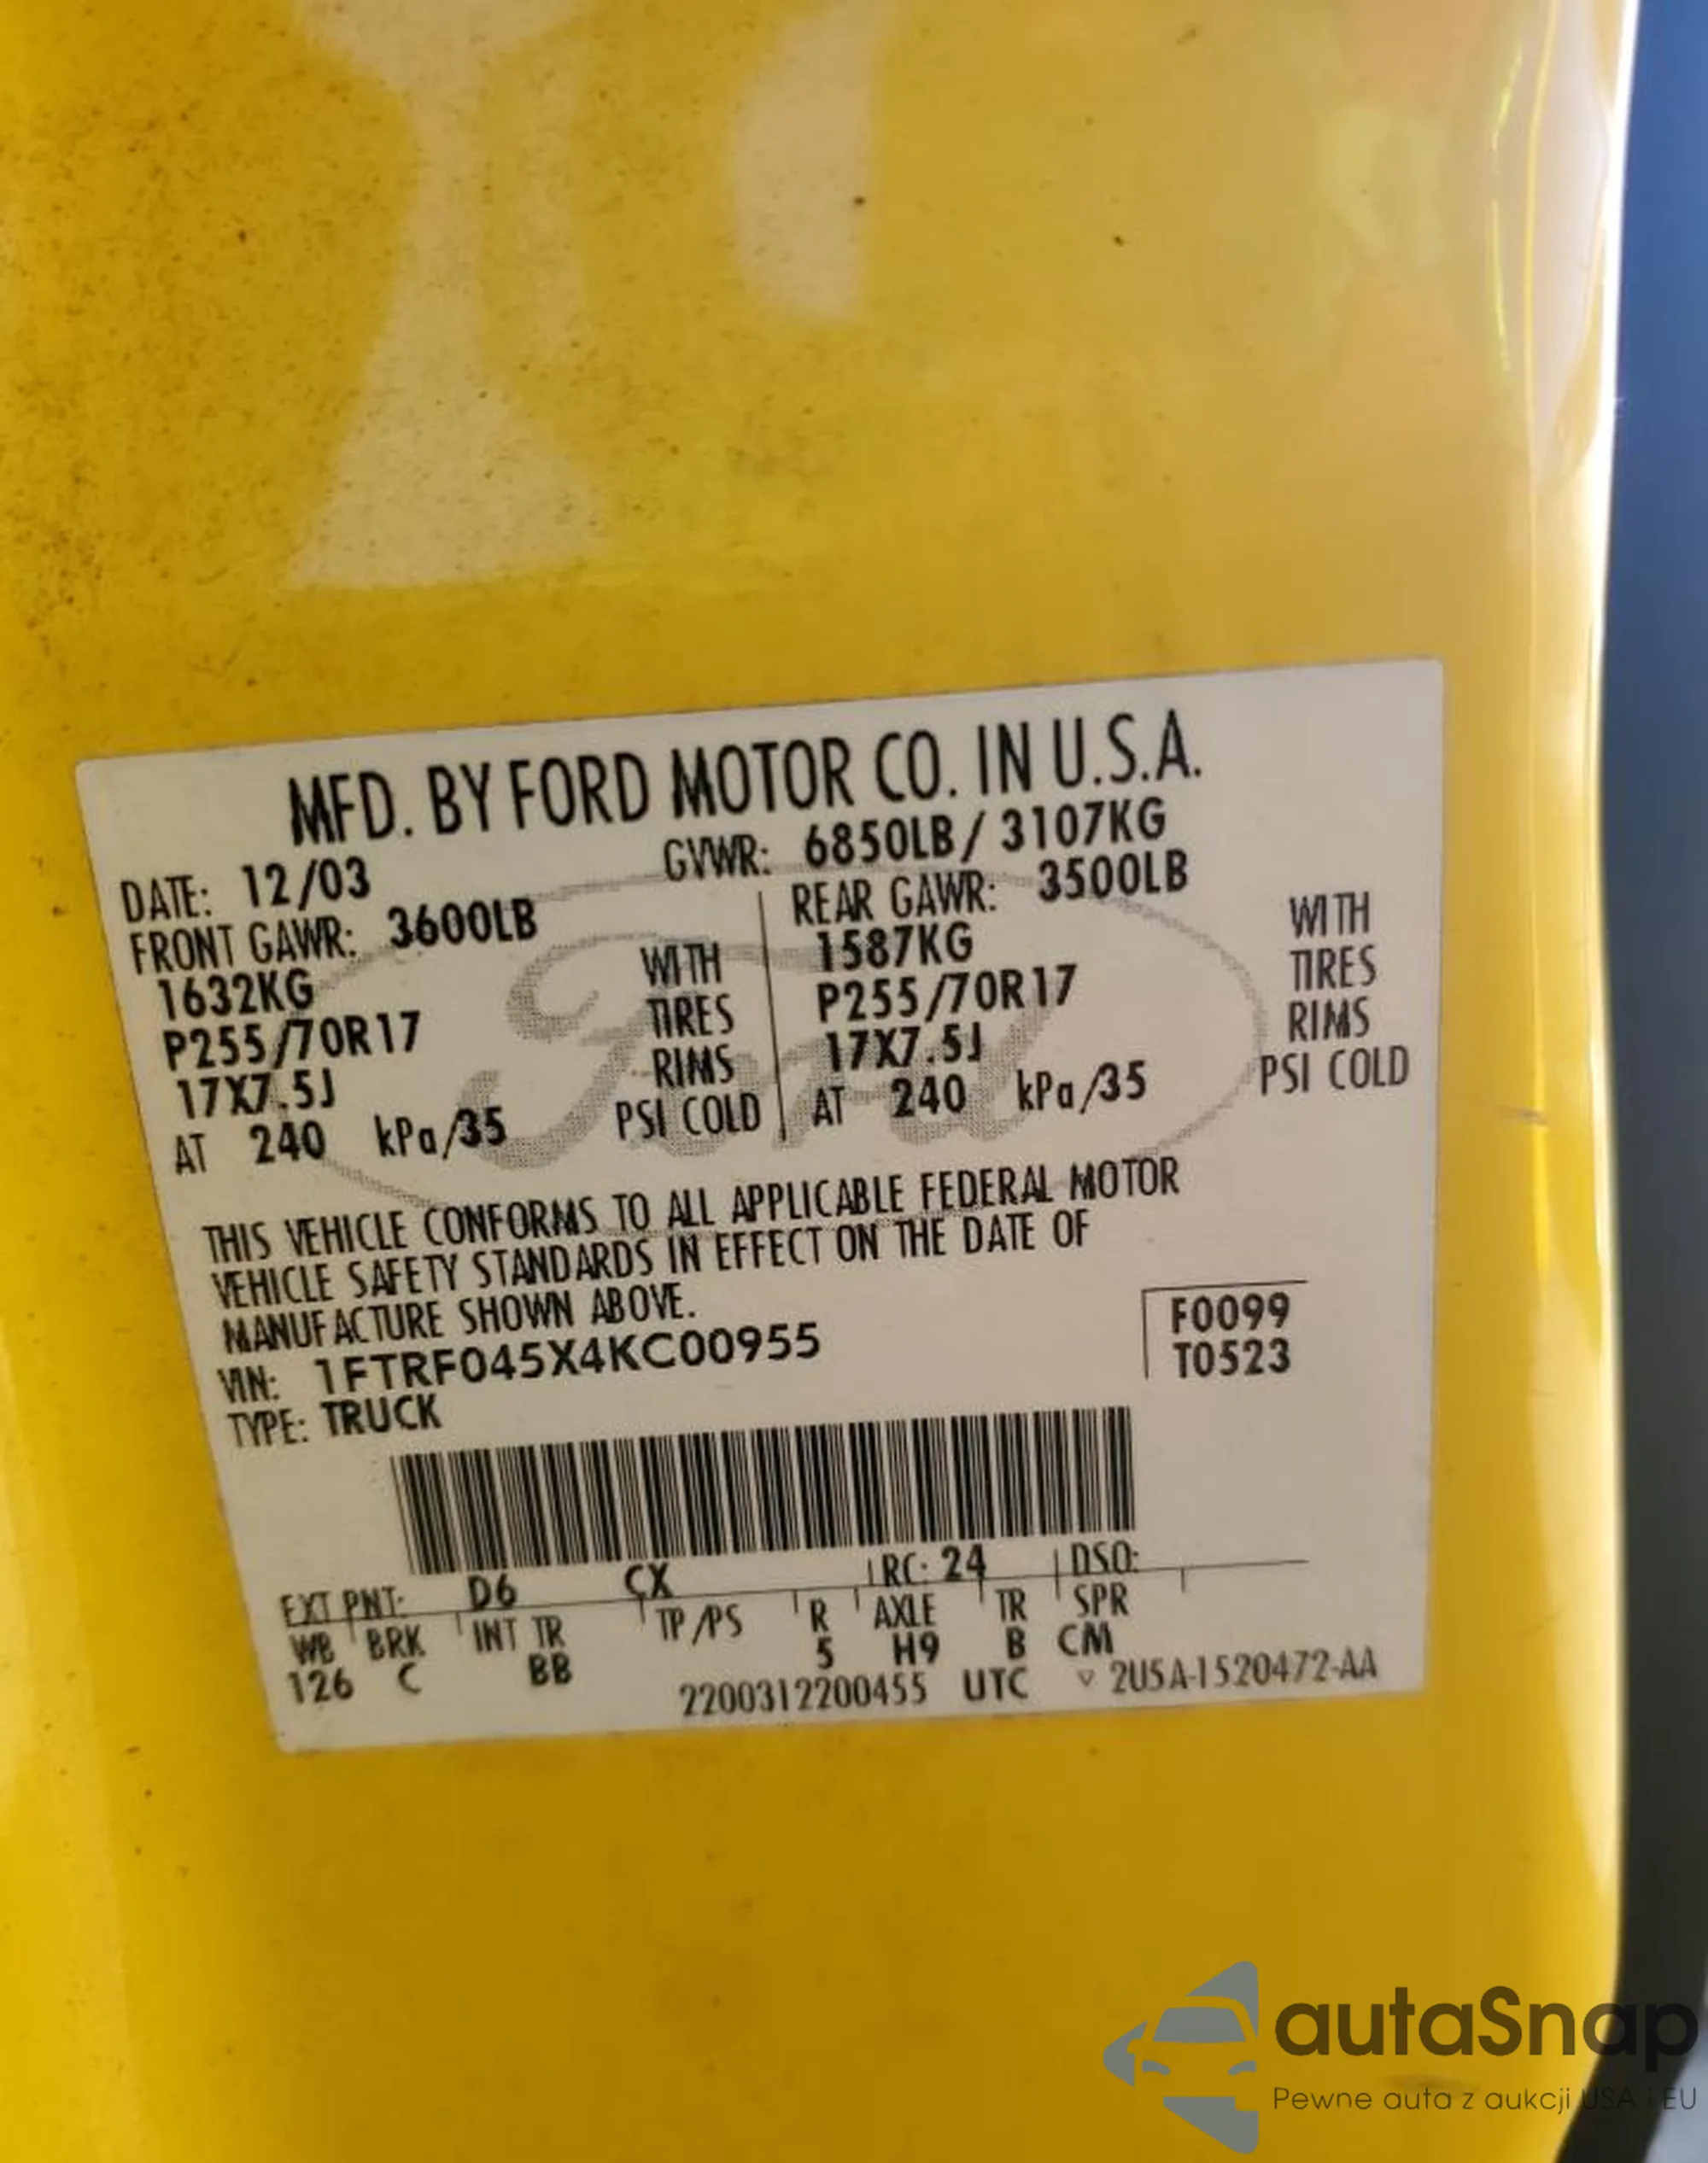 MFD. BY FORD MOTOR CO. IN U.S.A.
DATE: 12/03 GVWR: 6850LB / 3107KG
FRONT GAWR: 3600LB REAR GAWR: 3500LB
1632KG WITH 1587KG WITH
P255/70R17 TIRES P255/70R17 TIRES
17X7.5J RIMS 17X7.5J RIMS
AT 240 kPa/35 PSI COLD AT 240 kPa/35 PSI COLD
Ford
THIS VEHICLE CONFORMS TO ALL APPLICABLE FEDERAL MOTOR
VEHICLE SAFETY STANDARDS IN EFFECT ON THE DATE OF
MANUFACTURE SHOWN ABOVE.
VIN: 1FTRF045X4KC00955
TYPE: TRUCK
F0099
T0523
EXT PNT: D6 CX RC: 24 DSO:
WB BRK INT TR TP/PS R AXLE TR SPR
126 C BB 5 H9 B CM
2200312200455 UTC ▽ 2U5A-1520472-AA
autaSnap
Pewne auta z aukcji USA i EU